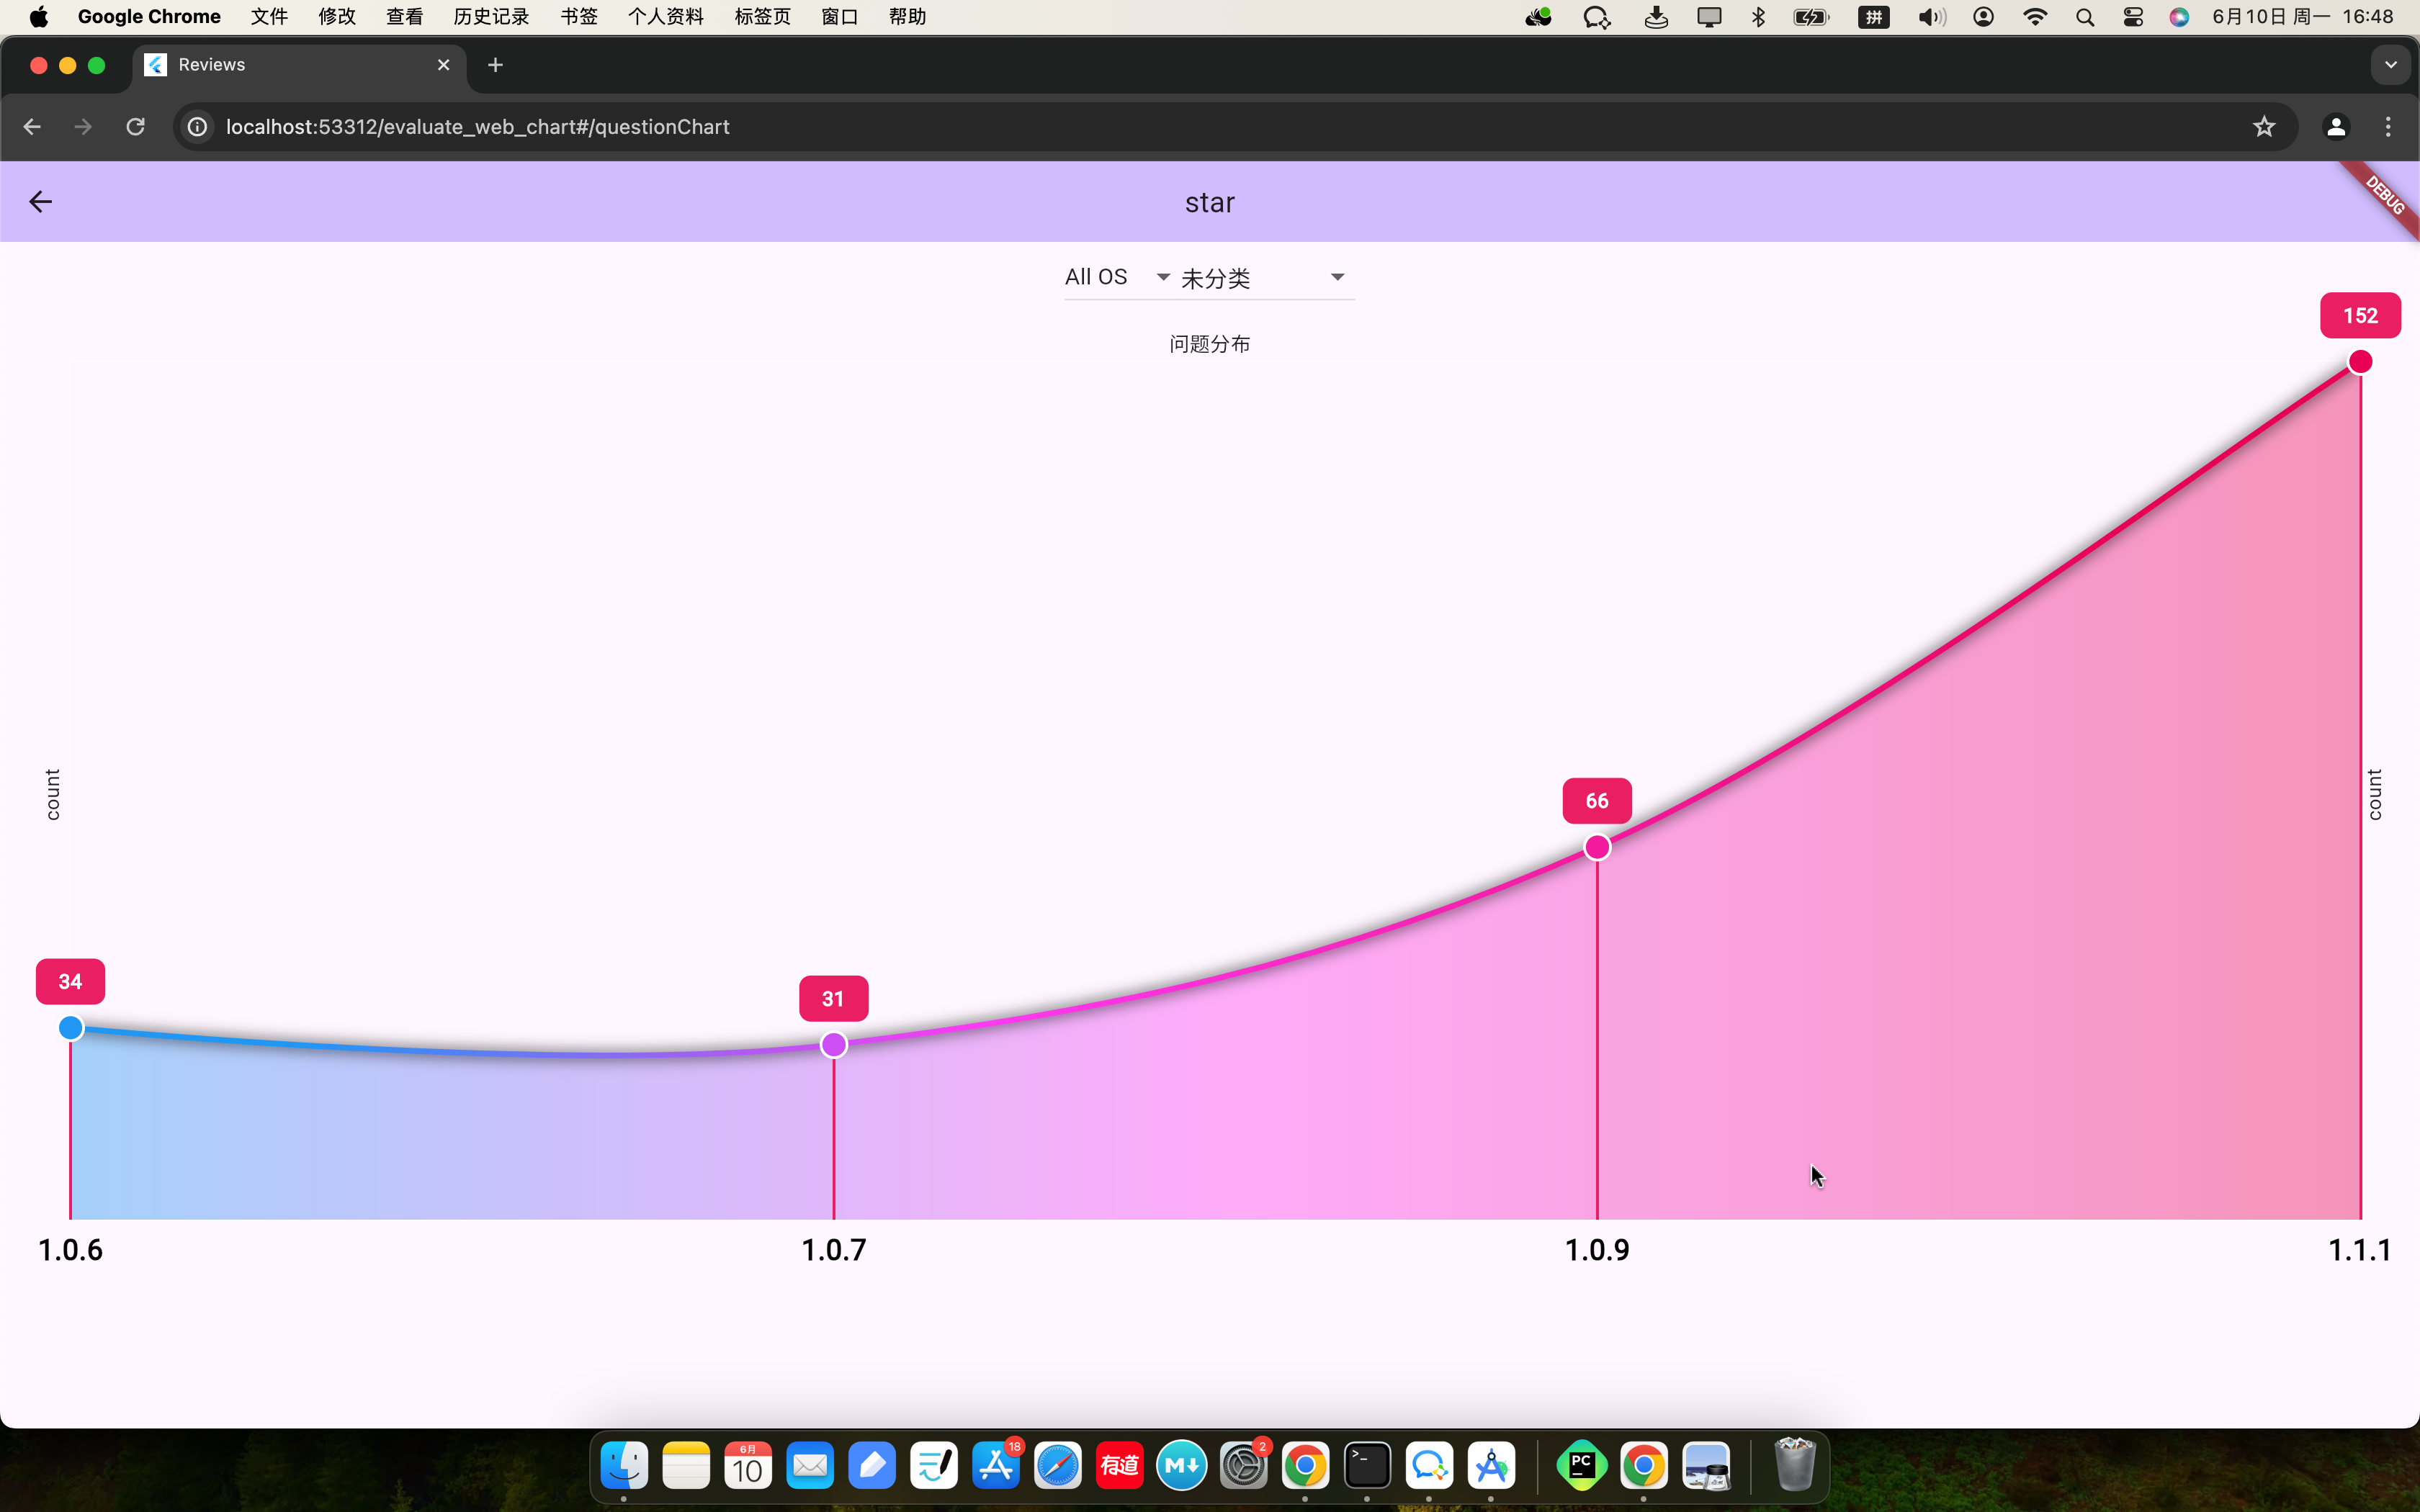 Google Chrome 文件 修改 查看 历史记录 书签 个人资料 标签页 窗口 帮助 拼 6月10日 周一 16:48
Reviews
localhost:53312/evaluate_web_chart#/questionChart
star
DEBUG
All OS 未分类
152
问题分布
count
count
66
34
31
1.0.6 1.0.7 1.0.9 1.1.1
6月
10
18
有道
M
2
>_
PC